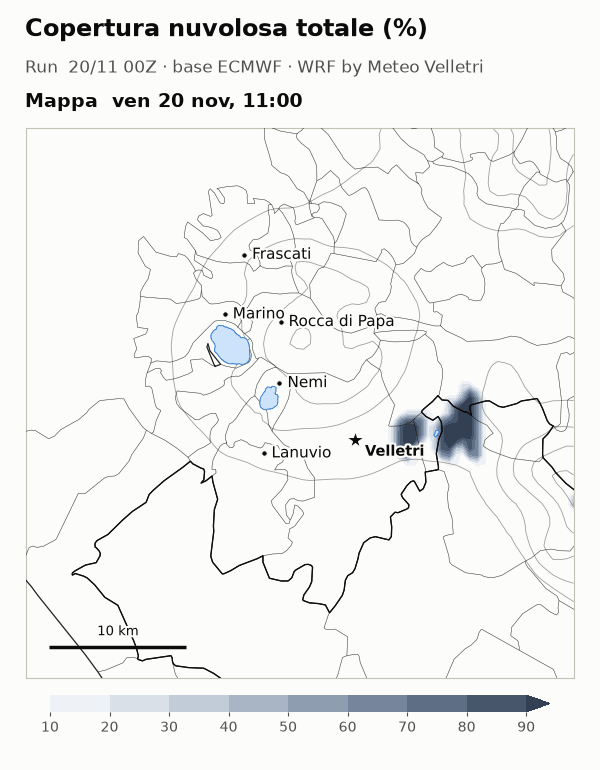 Copertura nuvolosa totale (%)
Run  20/11 00Z · base ECMWF · WRF by Meteo Velletri
Mappa  ven 20 nov, 11:00
Frascati
Marino
Rocca di Papa
Nemi
Velletri
Lanuvio
10 km
10 20 30 40 50 60 70 80 90